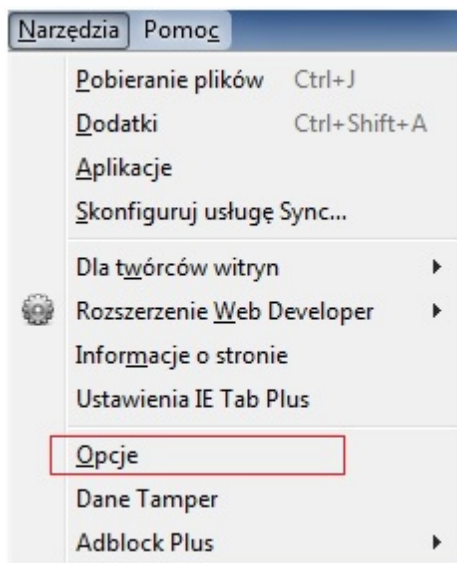 Narzędzia Pomoc
Pobieranie plików Ctrl+J
Dodatki Ctrl+Shift+A
Aplikacje
Skonfiguruj usługę Sync...
Dla twórców witryn
Rozszerzenie Web Developer
Informacje o stronie
Ustawienia IE Tab Plus
Opcje
Dane Tamper
Adblock Plus